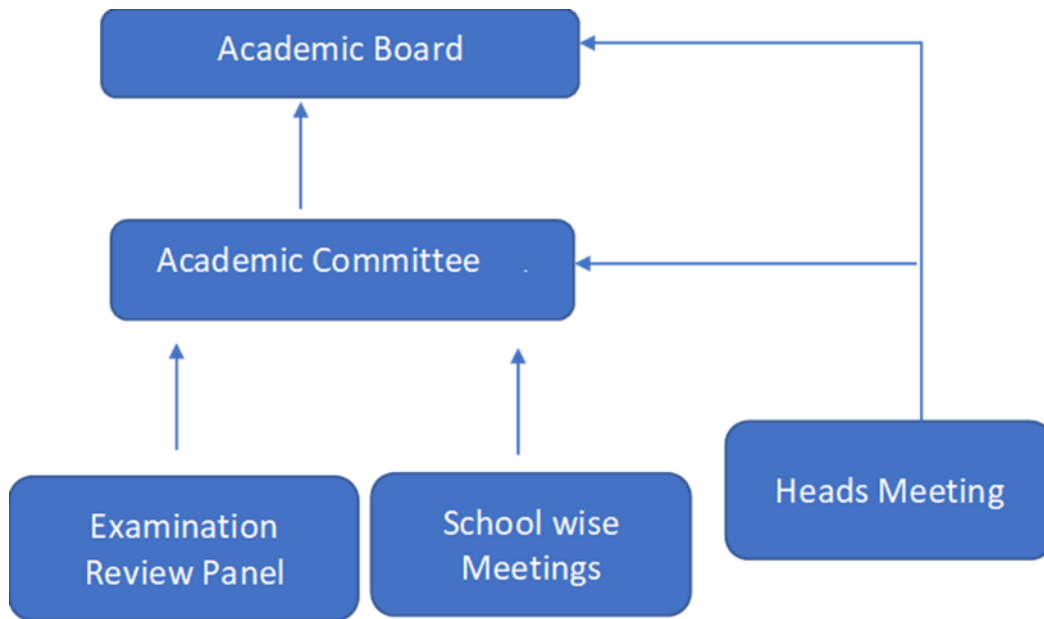 Academic Board
Academic Committee .
Examination
Review Panel
School wise
Meetings
Heads Meeting